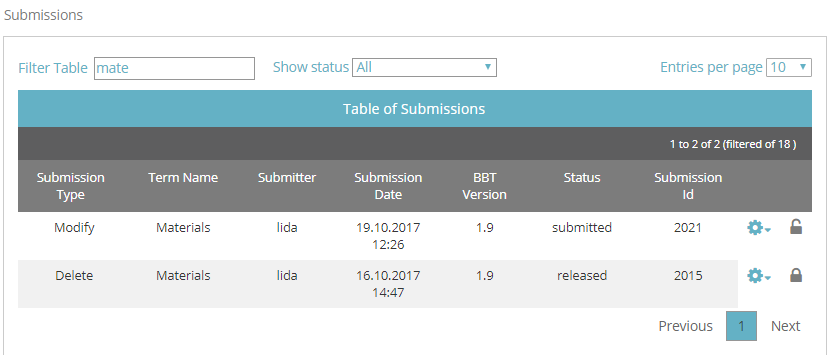 Submissions
Filter Table mate Show status All Entries per page 10
Table of Submissions
1 to 2 of 2 (filtered of 18 )
Submission Type Term Name Submitter Submission Date BBT Version Status Submission Id
Modify Materials lida 19.10.2017 12:26 1.9 submitted 2021
Delete Materials lida 16.10.2017 14:47 1.9 released 2015
Previous 1 Next